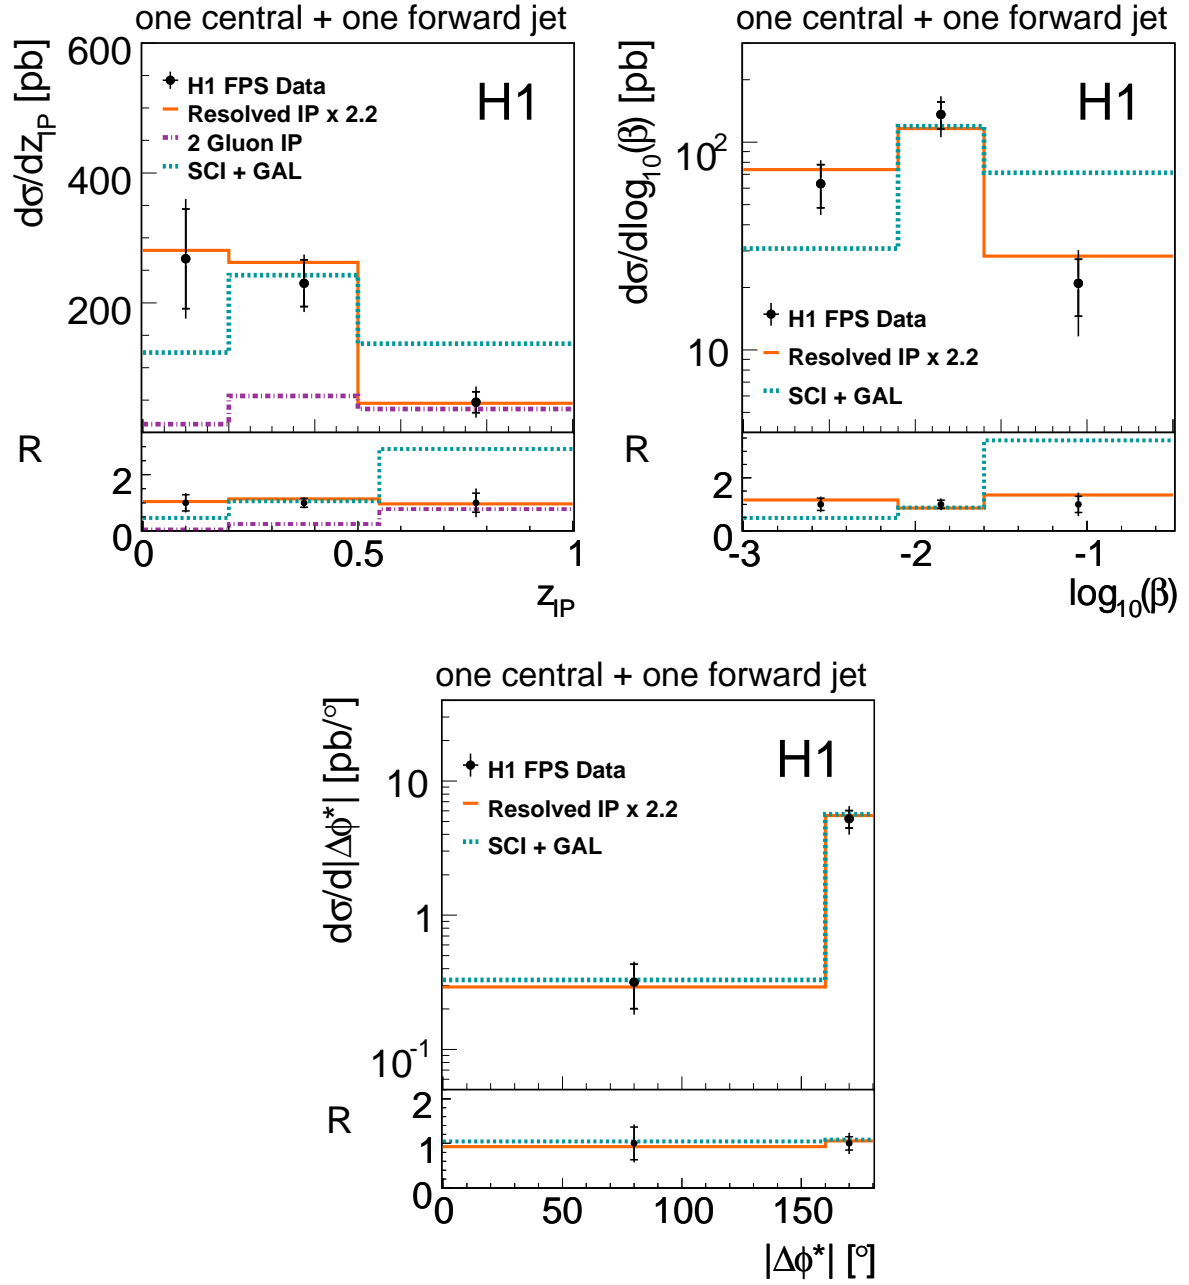 one central + one forward jet
dσ/dz_IP [pb]
600
400
200
H1
H1 FPS Data
Resolved IP x 2.2
2 Gluon IP
SCI + GAL
R
2
0
0 0.5 1
z_IP
one central + one forward jet
dσ/dlog₁₀(β) [pb]
10²
10
H1
H1 FPS Data
Resolved IP x 2.2
SCI + GAL
R
2
0
-3 -2 -1
log₁₀(β)
one central + one forward jet
dσ/d|Δϕ*| [pb/°]
10
1
10⁻¹
H1
H1 FPS Data
Resolved IP x 2.2
SCI + GAL
R
2
1
0
0 50 100 150
|Δϕ*| [°]